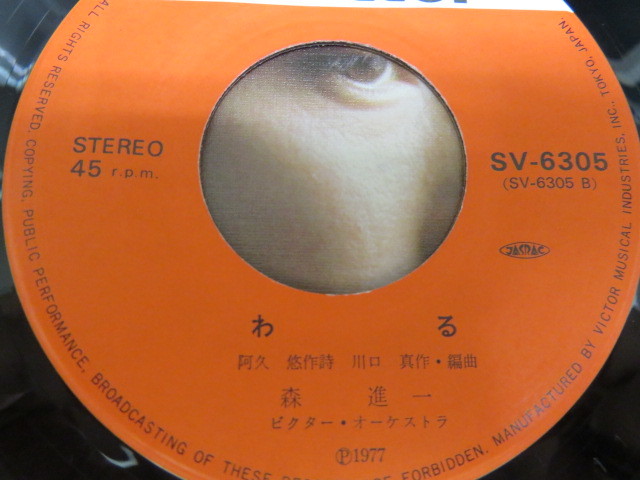 STEREO
45 r.p.m.
SV-6305
(SV-6305 B)
JASRAC
わる
阿久 悠作詩 川口 真作・編曲
森 進一
ビクター・オーケストラ
Ⓟ1977
ALL RIGHTS RESERVED. COPYING, PUBLIC PERFORMANCE, BROADCASTING OF THESE FORBIDDEN. MANUFACTURED BY VICTOR MUSICAL INDUSTRIES, INC., TOKYO, JAPAN.